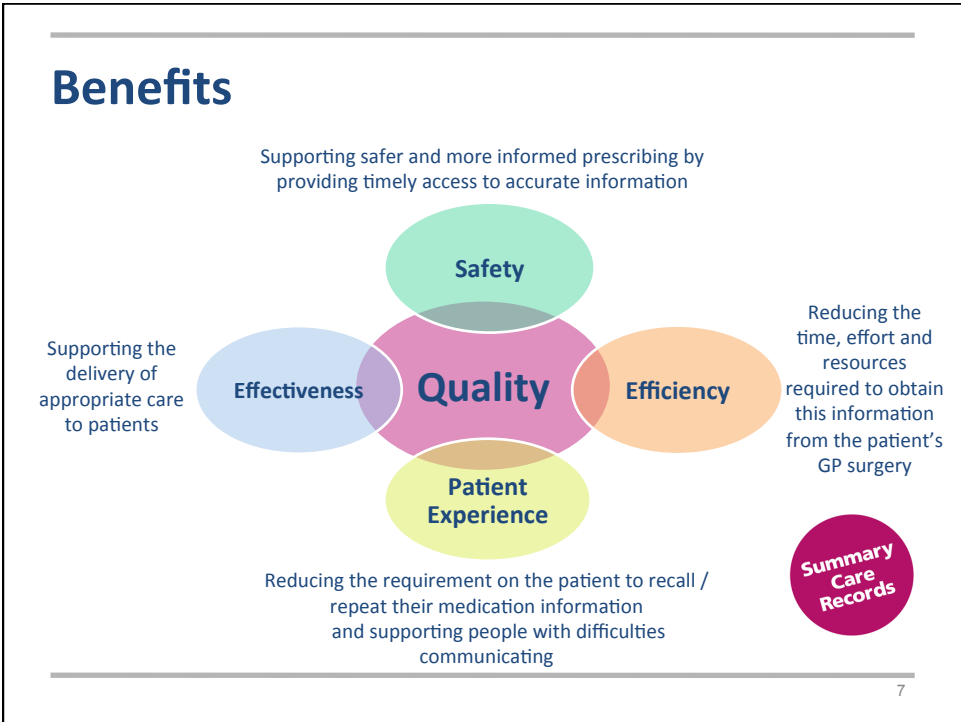 Benefits
Supporting safer and more informed prescribing by
providing timely access to accurate information
Safety
Supporting the
delivery of
appropriate care
to patients
Effectiveness
Quality
Efficiency
Reducing the
time, effort and
resources
required to obtain
this information
from the patient’s
GP surgery
Patient
Experience
Reducing the requirement on the patient to recall /
repeat their medication information
and supporting people with difficulties
communicating
Summary
Care
Records
7